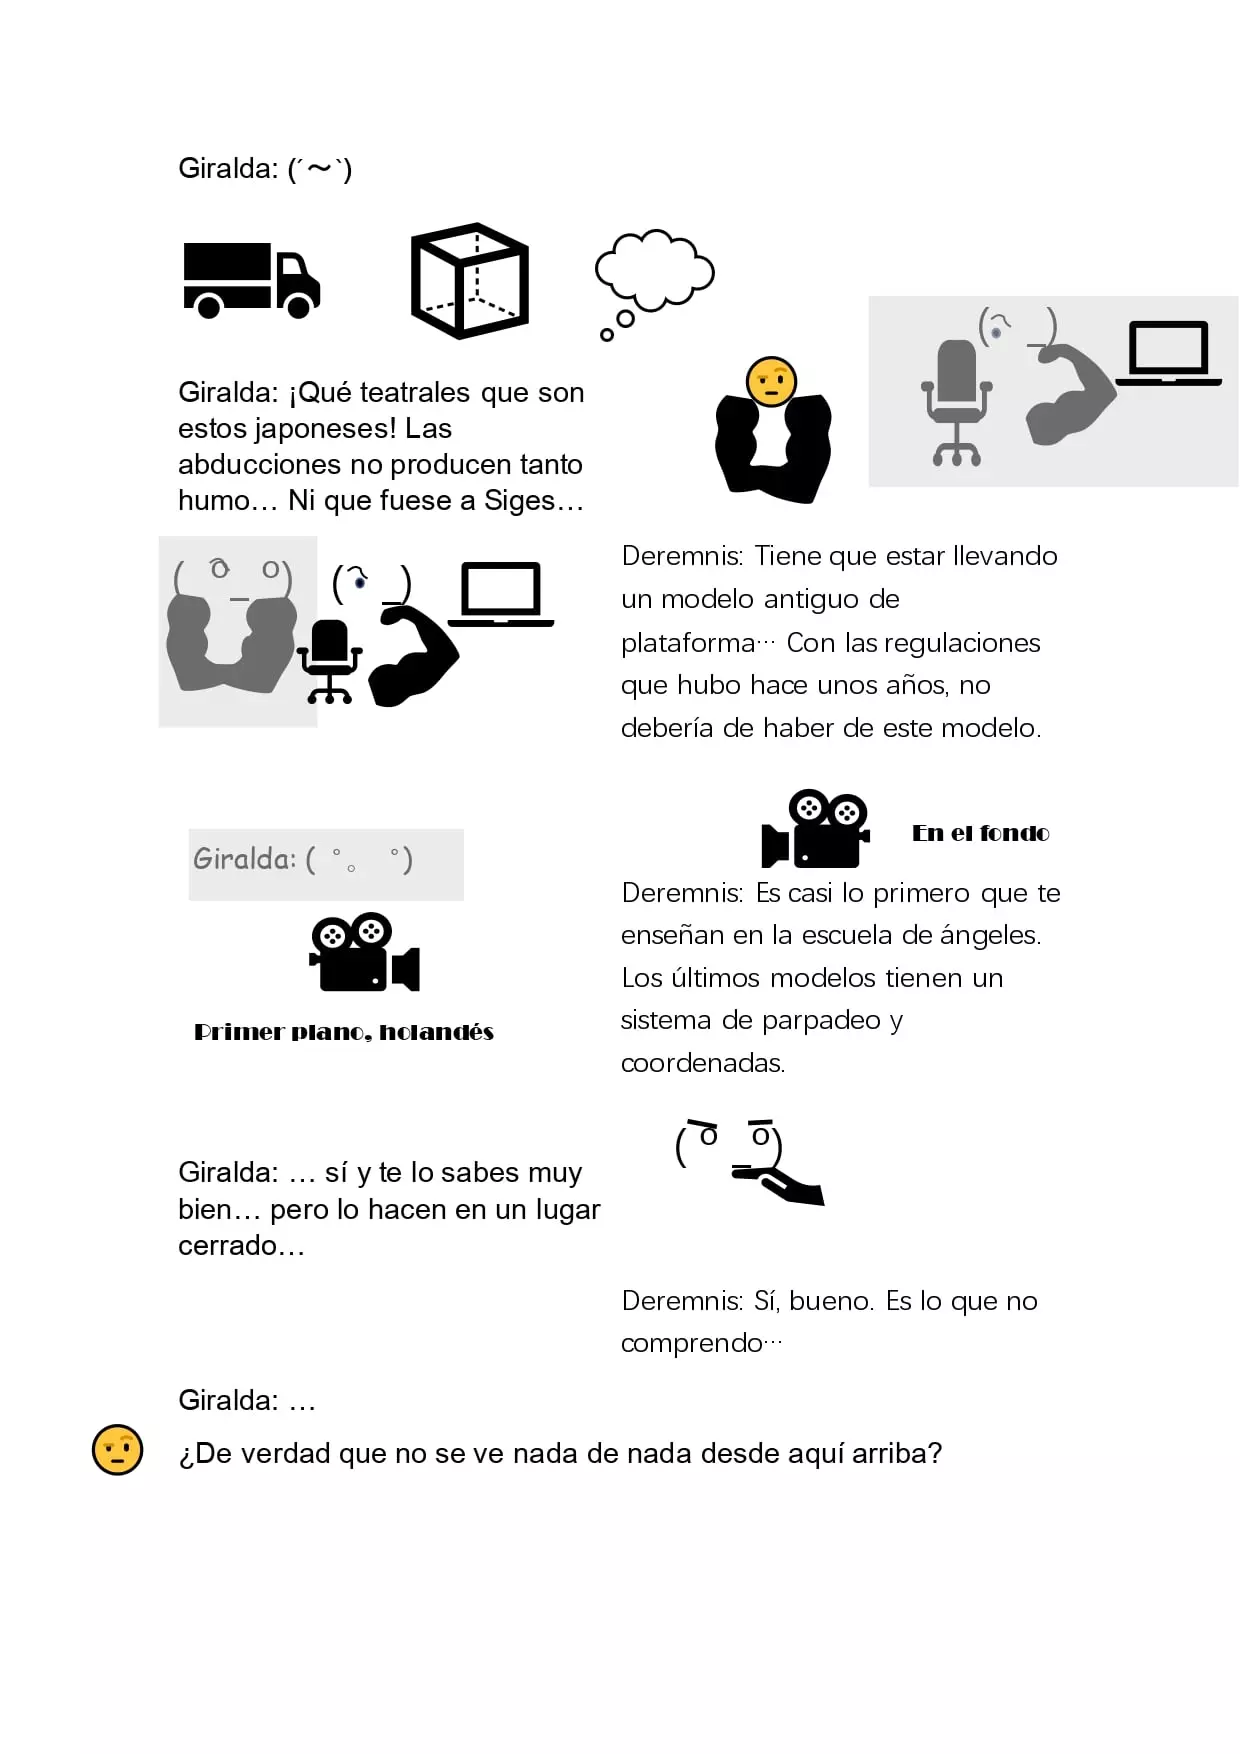 Giralda: (´～`)
Giralda: ¡Qué teatrales que son
estos japoneses! Las
abducciones no producen tanto
humo… Ni que fuese a Siges…
( o _ o)
Deremnis: Tiene que estar llevando
un modelo antiguo de
plataforma… Con las regulaciones
que hubo hace unos años, no
debería de haber de este modelo.
Giralda: ( ﾟ。 ﾟ)
Primer plano, holandés
En el fondo
Deremnis: Es casi lo primero que te
enseñan en la escuela de ángeles.
Los últimos modelos tienen un
sistema de parpadeo y
coordenadas.
( o _ o)
Giralda: … sí y te lo sabes muy
bien… pero lo hacen en un lugar
cerrado…
Deremnis: Sí, bueno. Es lo que no
comprendo…
Giralda: …
¿De verdad que no se ve nada de nada desde aquí arriba?